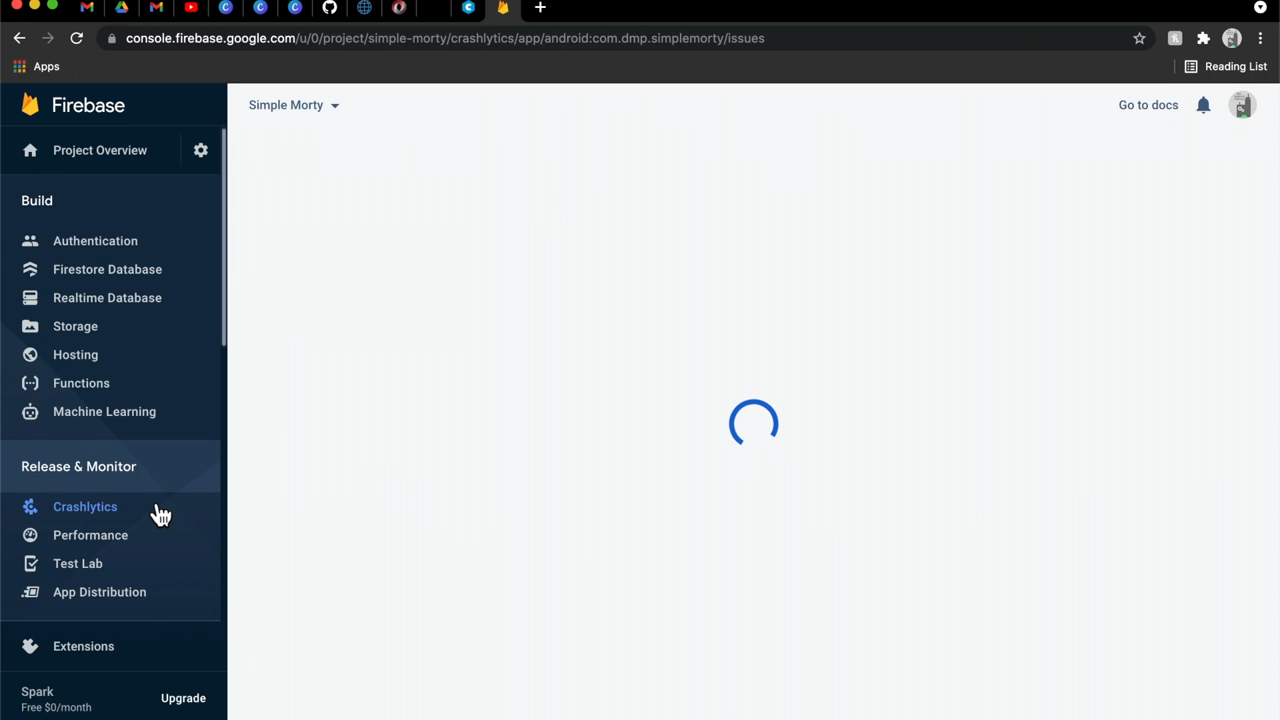 console.firebase.google.com/u/0/project/simple-morty/crashlytics/app/android:com.dmp.simplemorty/issues
Apps
Reading List
Firebase
Simple Morty
Go to docs
Project Overview
Build
Authentication
Firestore Database
Realtime Database
Storage
Hosting
Functions
Machine Learning
Release & Monitor
Crashlytics
Performance
Test Lab
App Distribution
Extensions
Spark
Free $0/month
Upgrade